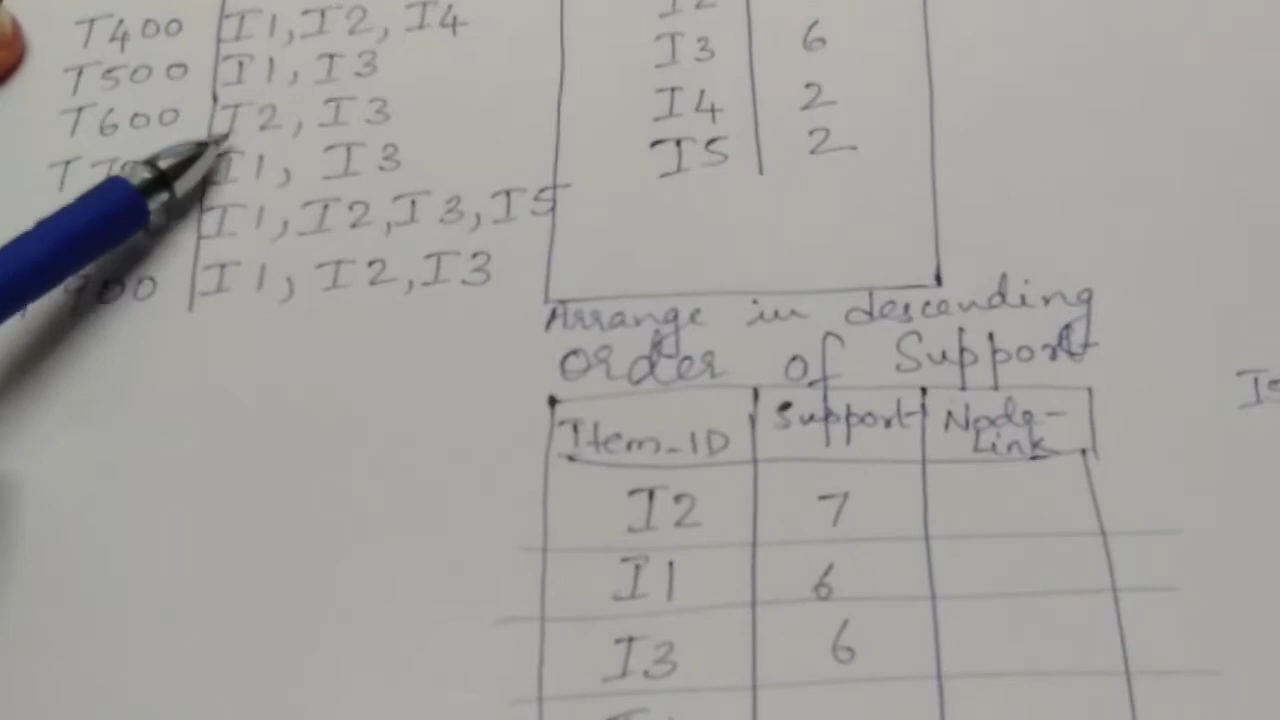 T400 I1, I2, I4
T500 I1, I3
T600 I2, I3
I1, I3
I1, I2, I3, I5
900 I1, I2, I3
I2
I3 6
I4 2
I5 2
Arrange in descending
order of Support
Item-ID Support Node-
Link
I2 7
I1 6
I3 6